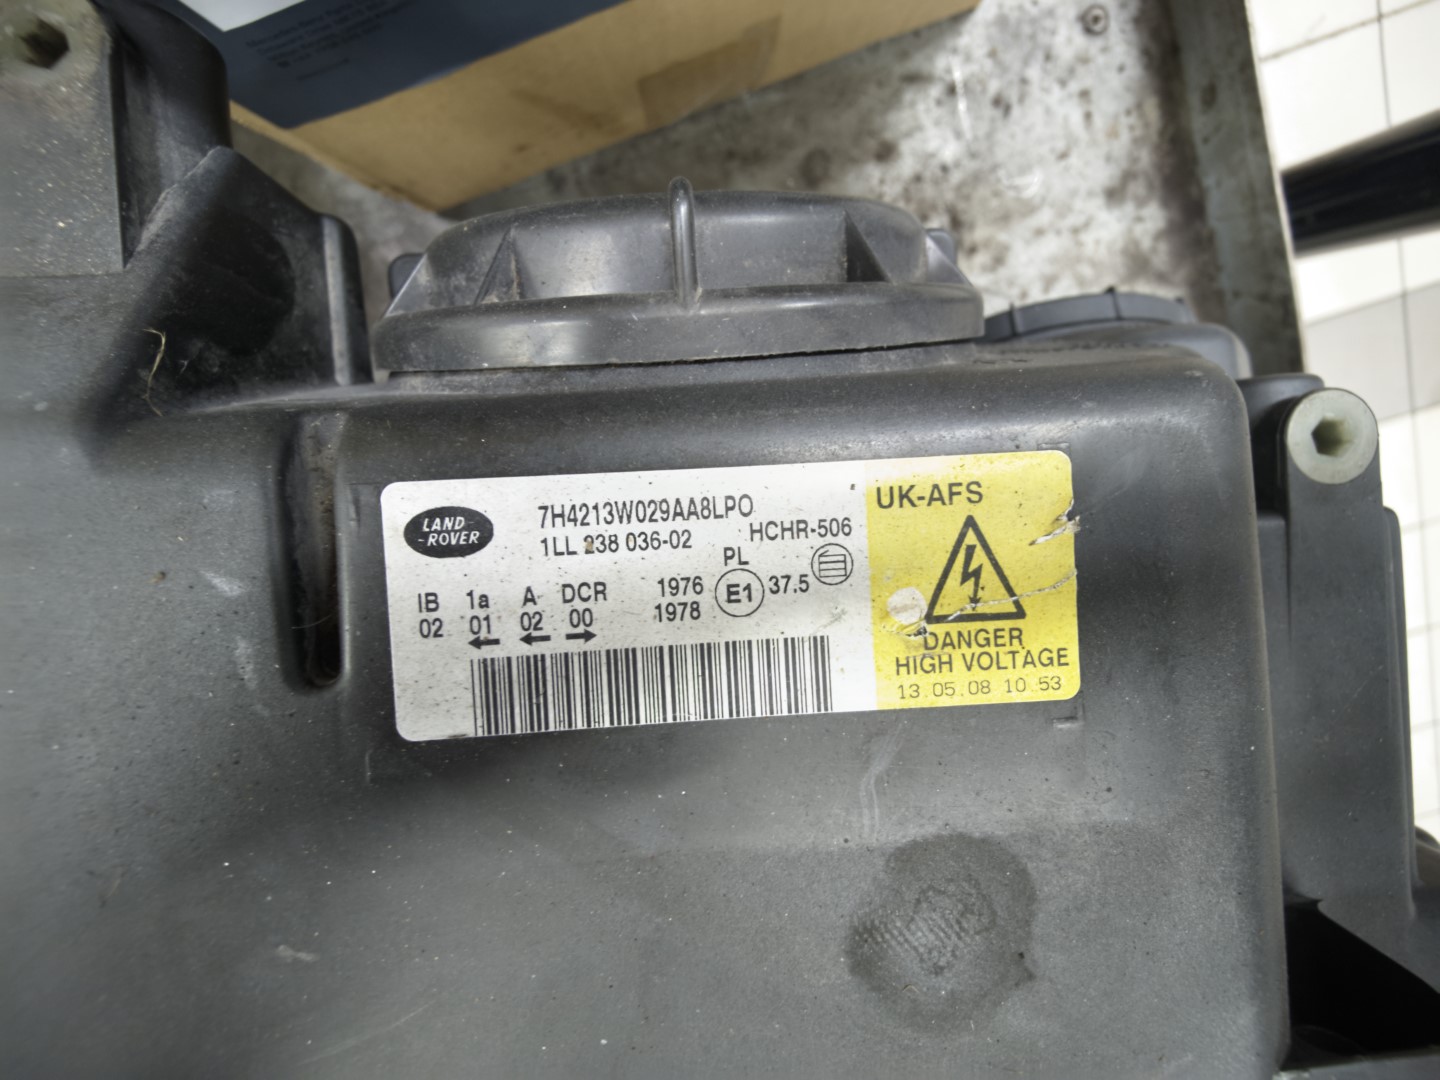 LAND
-ROVER
7H4213W029AA8LPO
1LL 238 036-02
HCHR-506
IB 1a A DCR
02 01 02 00
1976
1978
PL
E1
37.5
UK-AFS
DANGER
HIGH VOLTAGE
13.05.08 10.53